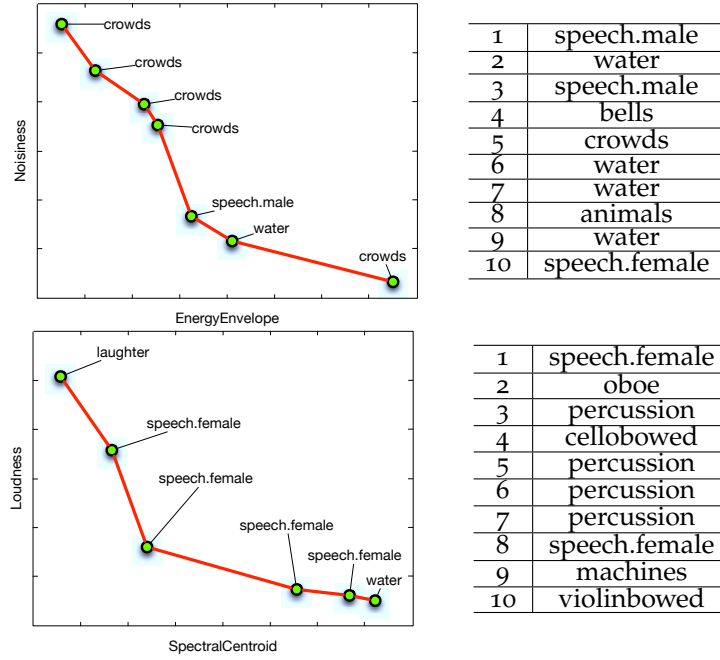 crowds
crowds
crowds
crowds
speech.male
water
crowds
Noisiness
EnergyEnvelope
1 speech.male
2 water
3 speech.male
4 bells
5 crowds
6 water
7 water
8 animals
9 water
10 speech.female
laughter
speech.female
speech.female
speech.female
speech.female
water
Loudness
SpectralCentroid
1 speech.female
2 oboe
3 percussion
4 cellobowed
5 percussion
6 percussion
7 percussion
8 speech.female
9 machines
10 violinbowed